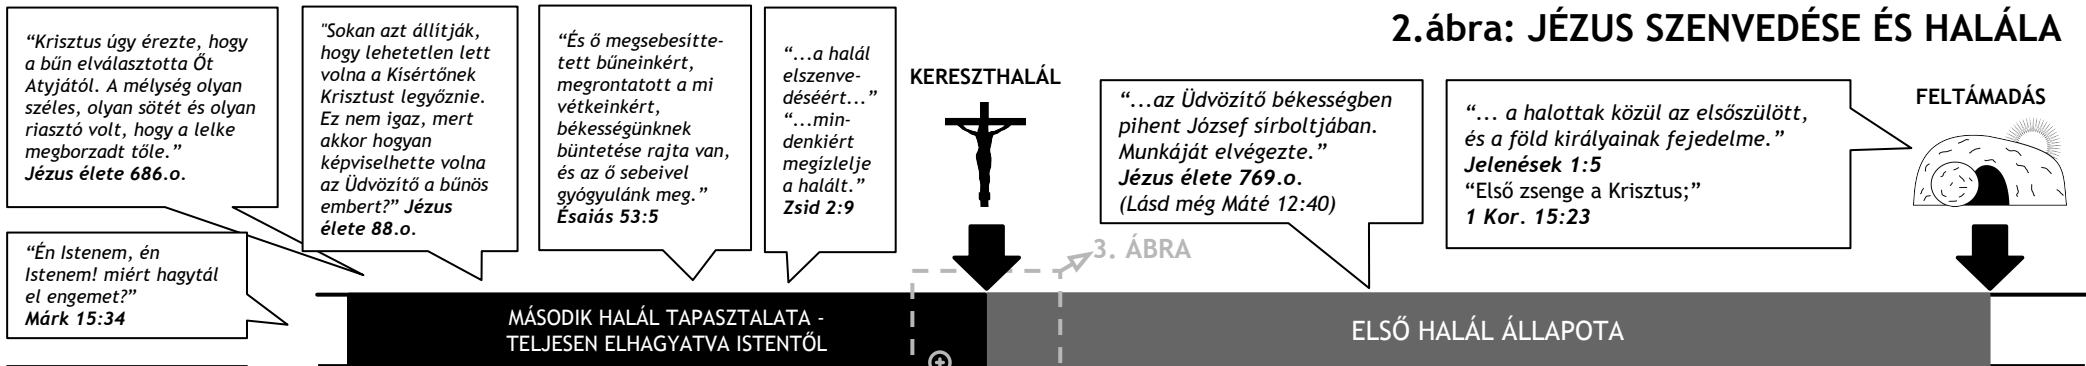 2.ábra: JÉZUS SZENVEDÉSE ÉS HALÁLA
“Krisztus úgy érezte, hogy
a bűn elválasztotta Őt
Atyjától. A mélység olyan
széles, olyan sötét és olyan
riasztó volt, hogy a lelke
megborzadt tőle.”
Jézus élete 686.o.
"Sokan azt állítják,
hogy lehetetlen lett
volna a Kísértőnek
Krisztust legyőznie.
Ez nem igaz, mert
akkor hogyan
képviselhette volna
az Üdvözítő a bűnös
embert?” Jézus
élete 88.o.
“És ő megsebesítte-
tett bűneinkért,
megrontatott a mi
vétkeinkért,
békességünknek
büntetése rajta van,
és az ő sebeivel
gyógyulánk meg.”
Ésaiás 53:5
“...a halál
elszenve-
déséért...”
“...min-
denkiért
megízlelje
a halált.”
Zsid 2:9
KERESZTHALÁL
“...az Üdvözítő békességben
pihent József sírboltjában.
Munkáját elvégezte.”
Jézus élete 769.o.
(Lásd még Máté 12:40)
“... a halottak közül az elsőszülött,
és a föld királyainak fejedelme.”
Jelenések 1:5
“Első zsenge a Krisztus;”
1 Kor. 15:23
FELTÁMADÁS
“Én Istenem, én
Istenem! miért hagytál
el engemet?”
Márk 15:34
3. ÁBRA
MÁSODIK HALÁL TAPASZTALATA -
TELJESEN ELHAGYATVA ISTENTŐL
ELSŐ HALÁL ÁLLAPOTA